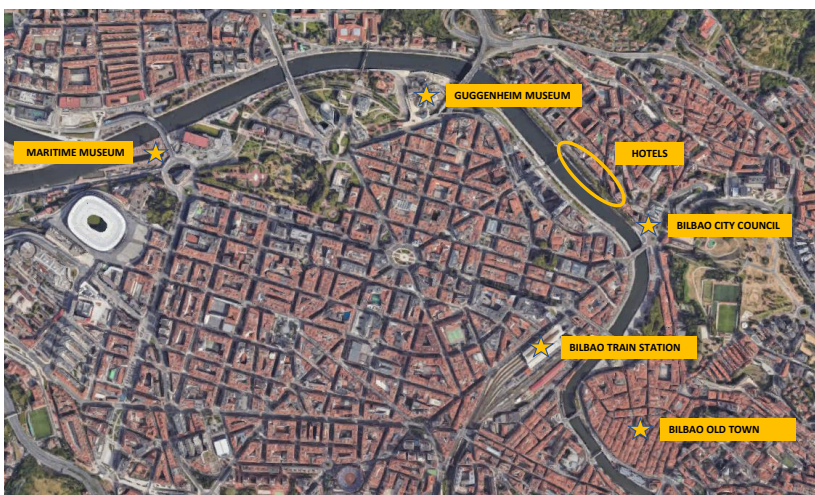 GUGGENHEIM MUSEUM
MARITIME MUSEUM
HOTELS
BILBAO CITY COUNCIL
BILBAO TRAIN STATION
BILBAO OLD TOWN